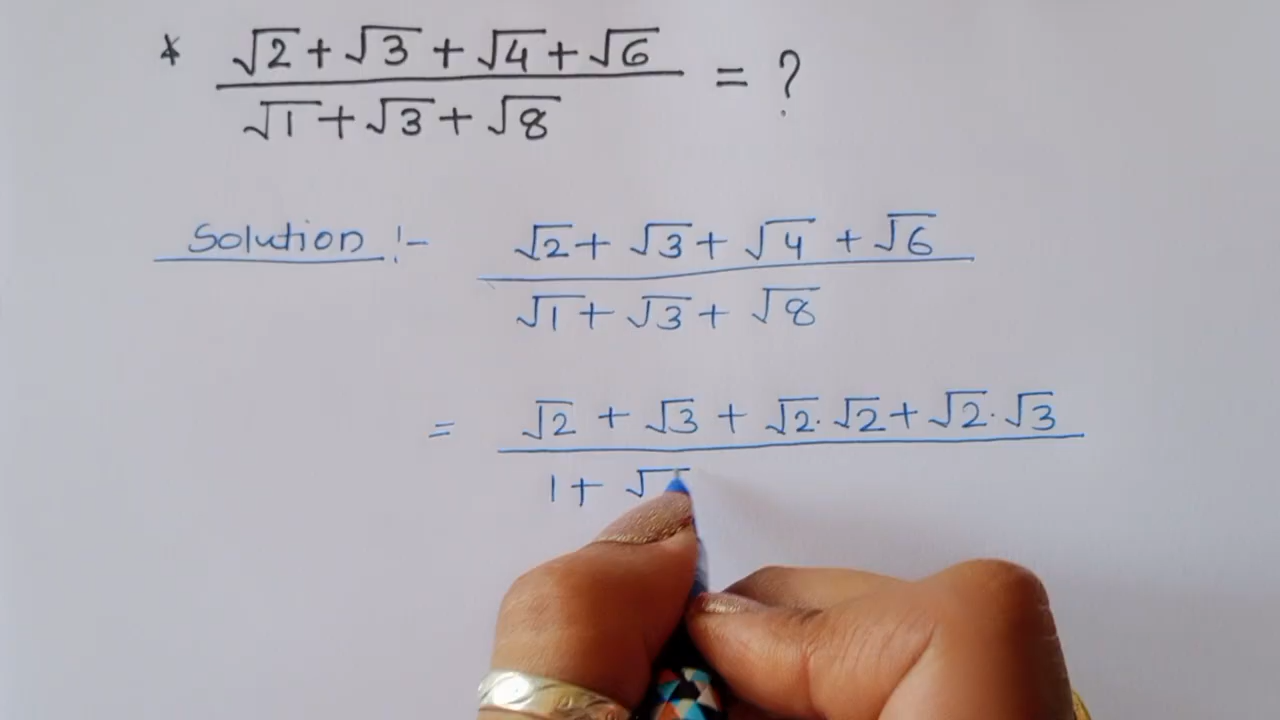 * √2 + √3 + √4 + √6 = ?
√1 + √3 + √8
Solution :- √2 + √3 + √4 + √6
√1 + √3 + √8
= √2 + √3 + √2 · √2 + √2 · √3
1 + √